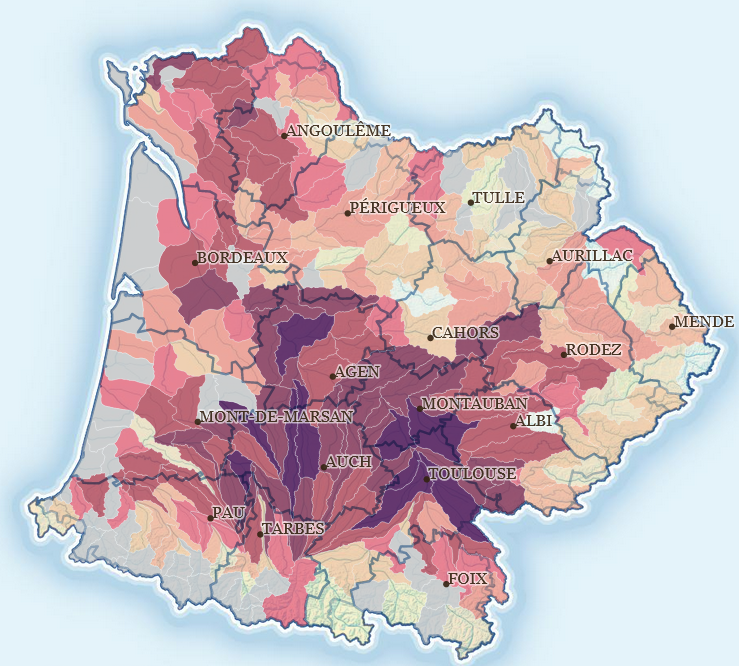 ANGOULÊME
TULLE
PÉRIGUEUX
BORDEAUX
AURILLAC
MENDE
CAHORS
RODEZ
AGEN
MONTAUBAN
MONT-DE-MARSAN
ALBI
AUCH
TOULOUSE
PAU
TARBES
FOIX